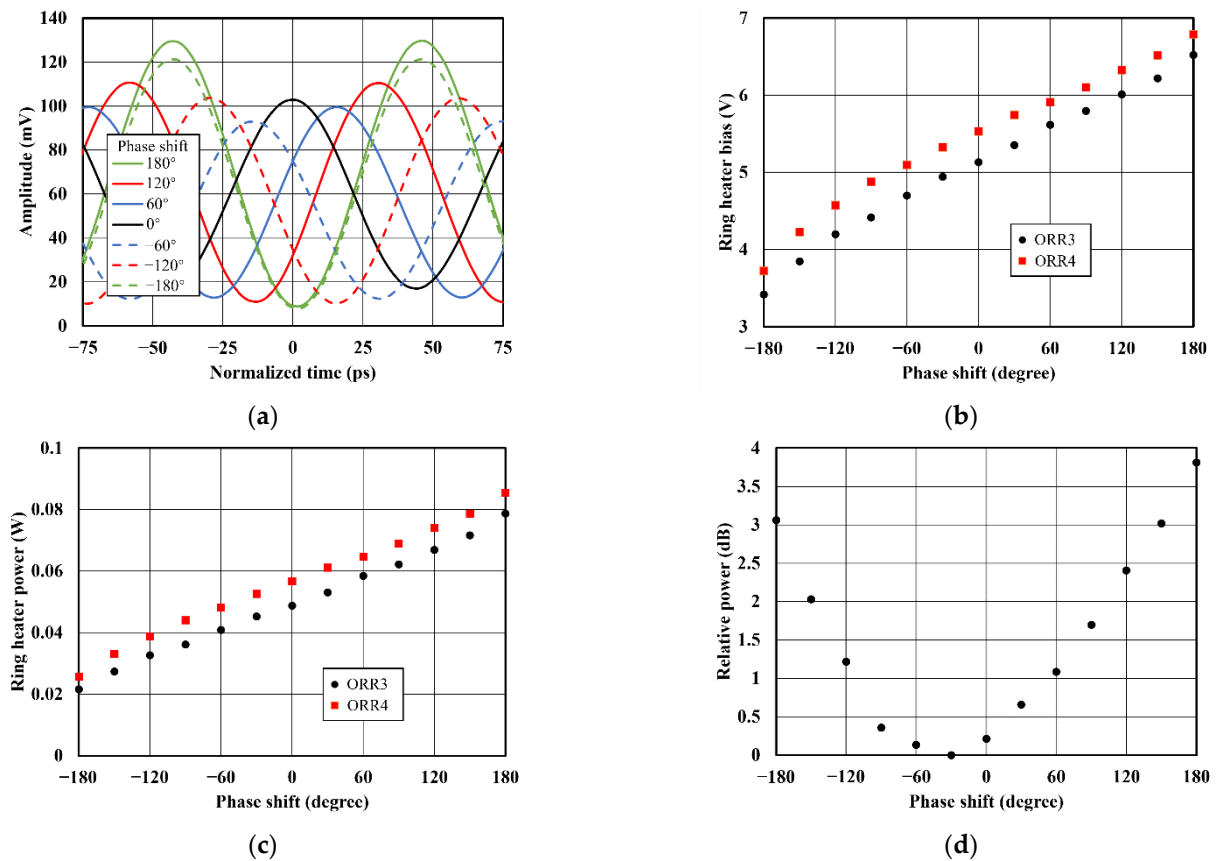 140
120
100
80
60
40
20
0
Amplitude (mV)
Phase shift
180°
120°
60°
0°
−60°
−120°
−180°
−75 −50 −25 0 25 50 75
Normalized time (ps)
(a)
7
6
5
4
3
Ring heater bias (V)
ORR3
ORR4
−180 −120 −60 0 60 120 180
Phase shift (degree)
(b)
0.1
0.08
0.06
0.04
0.02
0
Ring heater power (W)
ORR3
ORR4
−180 −120 −60 0 60 120 180
Phase shift (degree)
(c)
4
3.5
3
2.5
2
1.5
1
0.5
0
Relative power (dB)
−180 −120 −60 0 60 120 180
Phase shift (degree)
(d)